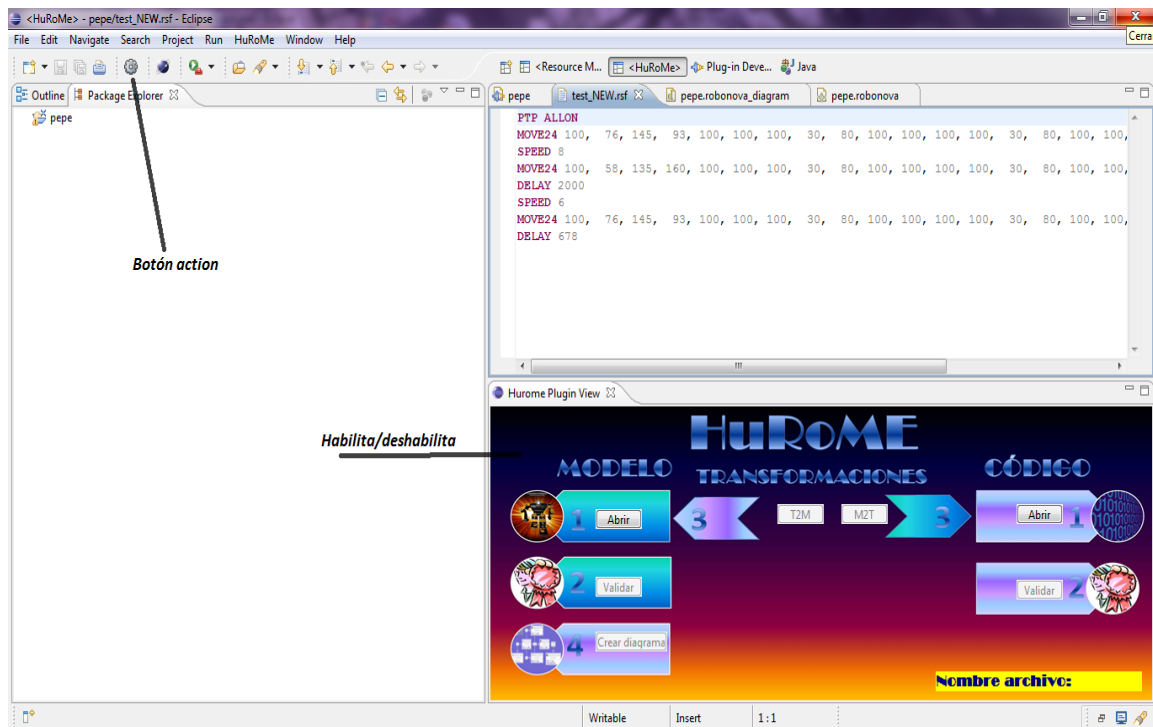 <HuRoMe> - pepe/test_NEW.rsf - Eclipse
File Edit Navigate Search Project Run HuRoMe Window Help
Cerra
<Resource M... <HuRoMe> Plug-in Deve... Java
Outline Package Explorer
pepe
Botón action
pepe test_NEW.rsf pepe.robonova_diagram pepe.robonova
PTP ALLON
MOVE24 100, 76, 145, 93, 100, 100, 100, 30, 80, 100, 100, 100, 100, 30, 80, 100, 100,
SPEED 8
MOVE24 100, 58, 135, 160, 100, 100, 100, 30, 80, 100, 100, 100, 100, 30, 80, 100, 100,
DELAY 2000
SPEED 6
MOVE24 100, 76, 145, 93, 100, 100, 100, 30, 80, 100, 100, 100, 100, 30, 80, 100, 100,
DELAY 678
Hurome Plugin View
Habilita/deshabilita
HuRoME
MODELO TRANSFORMACIONES CÓDIGO
1 Abrir 3 T2M M2T 3 Abrir 1
2 Validar Validar 2
4 Crear diagrama
Nombre archivo:
Writable Insert 1:1